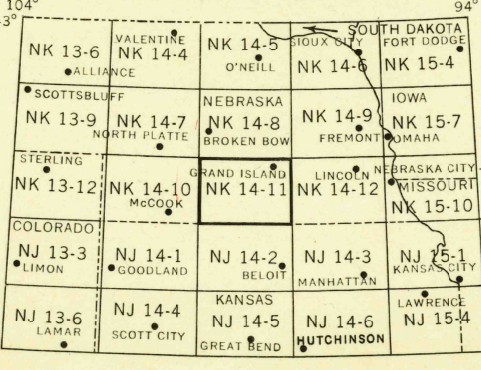 104° 94°
3°
SOUTH DAKOTA
VALENTINE NK 14-5 SIOUX CITY FORT DODGE
NK 13-6 NK 14-4 O'NEILL NK 14-6 NK 15-4
ALLIANCE
SCOTTSBLUFF NEBRASKA IOWA
NK 13-9 NK 14-7 NK 14-8 NK 14-9 NK 15-7
NORTH PLATTE BROKEN BOW FREMONT OMAHA
STERLING GRAND ISLAND LINCOLN NEBRASKA CITY
NK 13-12 NK 14-10 NK 14-11 NK 14-12 MISSOURI
McCOOK NK 15-10
COLORADO
NJ 13-3 NJ 14-1 NJ 14-2 NJ 14-3 NJ 15-1
LIMON GOODLAND BELOIT MANHATTAN KANSAS CITY
KANSAS LAWRENCE
NJ 13-6 NJ 14-4 NJ 14-5 NJ 14-6 NJ 15-4
LAMAR SCOTT CITY GREAT BEND HUTCHINSON